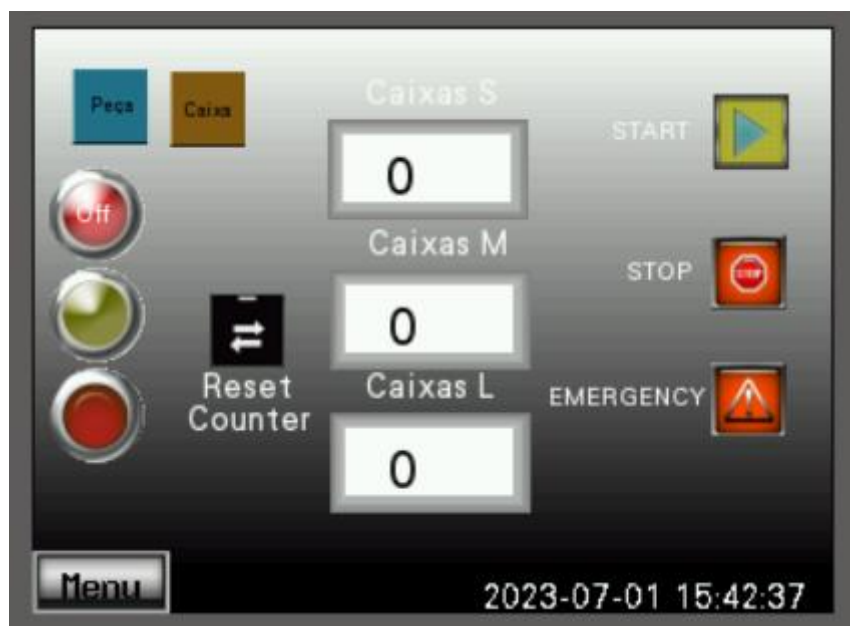 Peça
Caixa
Caixas S
START
0
Off
Caixas M
STOP
STOP
0
Reset
Counter
Caixas L
EMERGENCY
0
Menu
2023-07-01 15:42:37